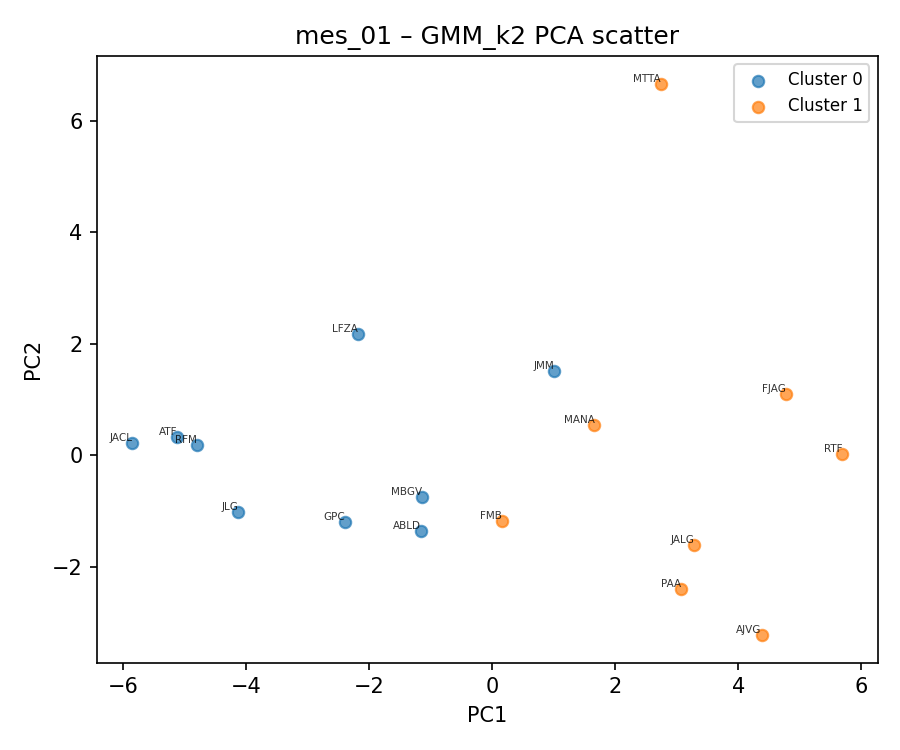 mes_01 – GMM_k2 PCA scatter
Cluster 0
Cluster 1
MTTA
LFZA
JMM
FJAG
MANA
JACL
ATF
RFM
RTF
MBGV
JLG
GPC
ABLD
FMB
JALG
PAA
AJVG
6
4
2
0
−2
PC2
−6
−4
−2
0
2
4
6
PC1